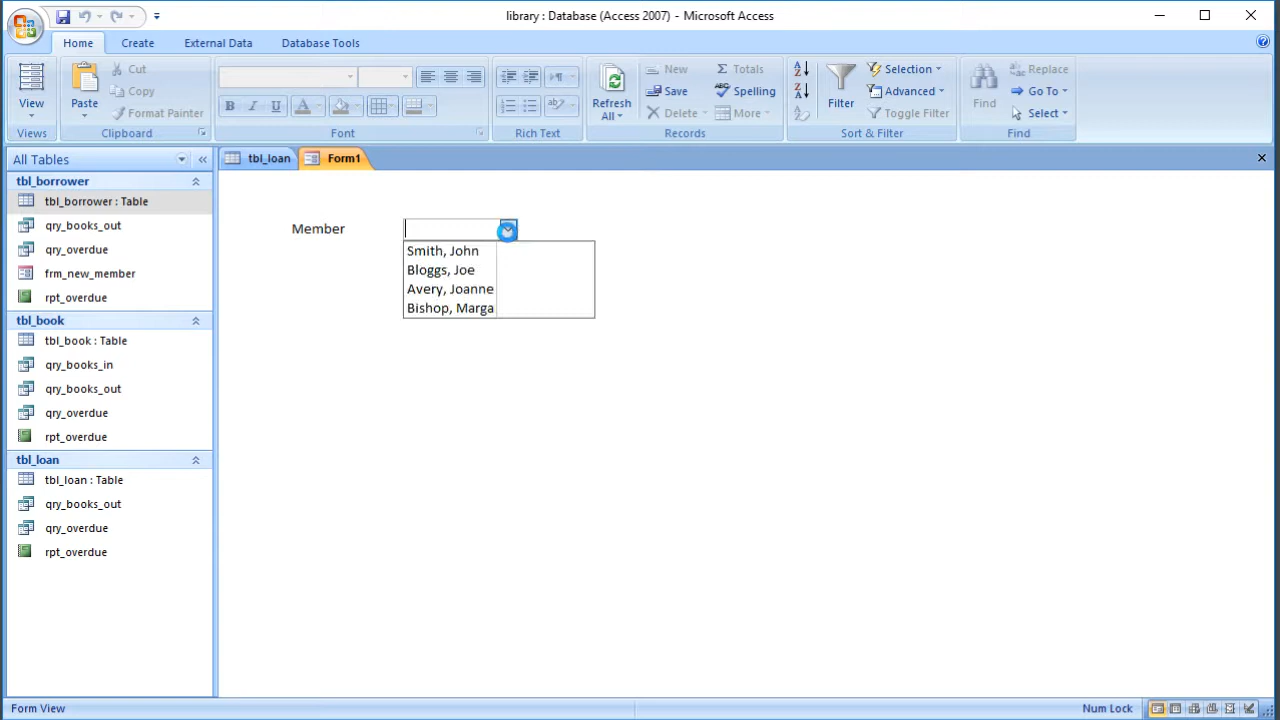 library : Database (Access 2007) - Microsoft Access
Home Create External Data Database Tools
View
Views
Paste
Cut
Copy
Format Painter
Clipboard
B I U A
Font
Rich Text
Refresh All
New
Save
Delete
Totals
Spelling
More
Records
Filter
Selection
Advanced
Toggle Filter
Sort & Filter
Find
Replace
Go To
Select
Find
All Tables
tbl_borrower
tbl_borrower : Table
qry_books_out
qry_overdue
frm_new_member
rpt_overdue
tbl_book
tbl_book : Table
qry_books_in
qry_books_out
qry_overdue
rpt_overdue
tbl_loan
tbl_loan : Table
qry_books_out
qry_overdue
rpt_overdue
tbl_loan Form1
Member
Smith, John
Bloggs, Joe
Avery, Joanne
Bishop, Marga
Form View
Num Lock